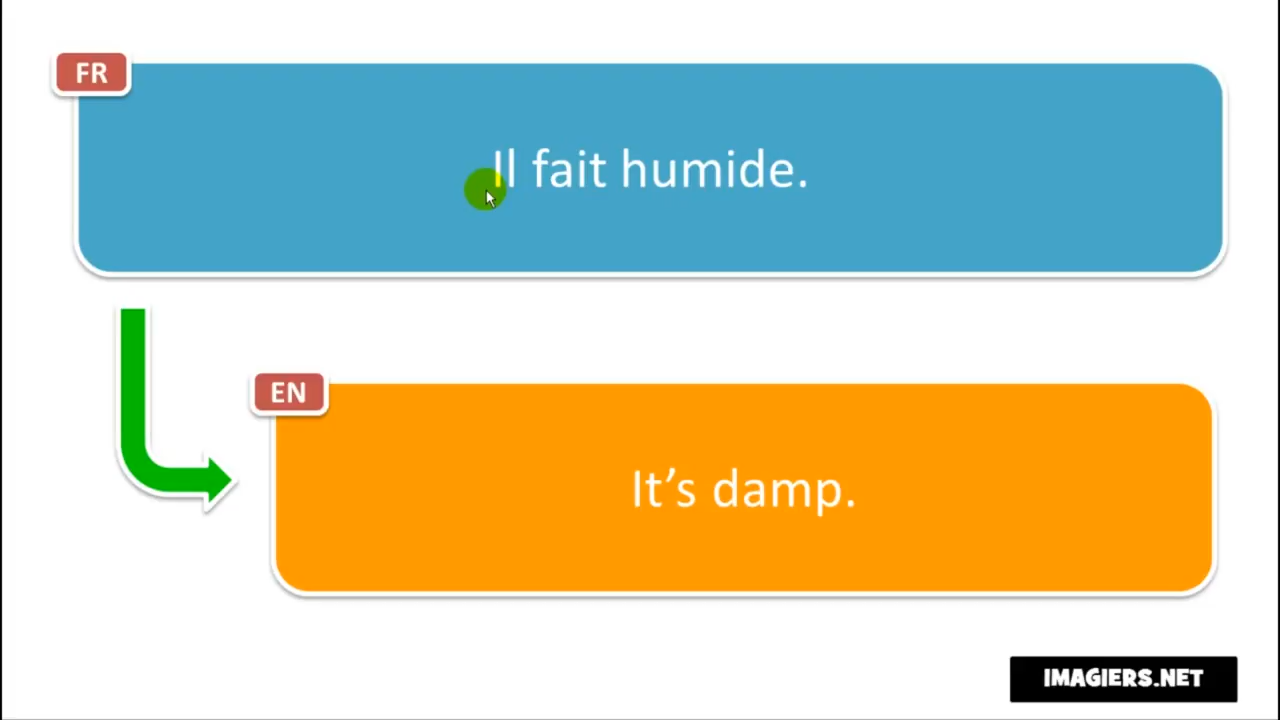 FR
Il fait humide.
EN
It’s damp.
IMAGIERS.NET